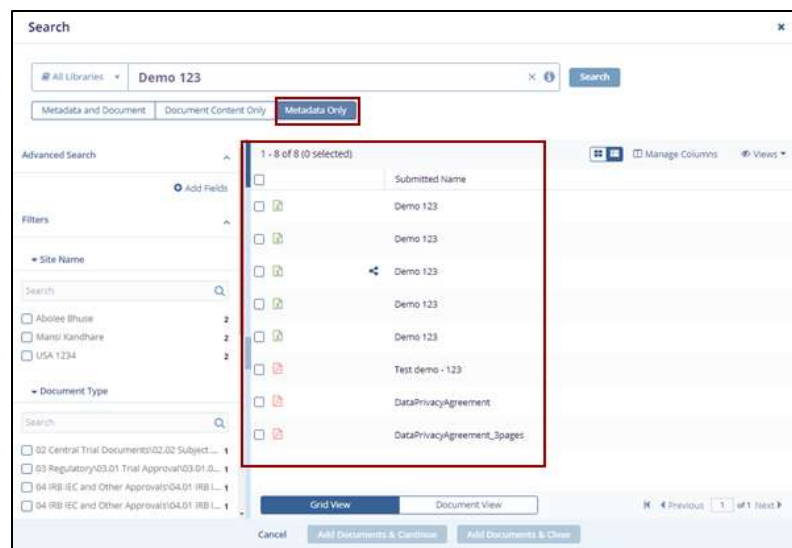 Search
All Libraries
Demo 123
Search
Metadata and Document
Document Content Only
Metadata Only
Advanced Search
Add Fields
Filters
Site Name
Search
Abolee Bhuse 2
Mansi Kandhare 2
USA 1234 2
Document Type
Search
02 Central Trial Documents\02.02 Subject ... 1
03 Regulatory\03.01 Trial Approval\03.01.0... 1
04 IRB IEC and Other Approvals\04.01 IRB I... 1
04 IRB IEC and Other Approvals\04.01 IRB I... 1
1 - 8 of 8 (0 selected)
Manage Columns
Views
Submitted Name
Demo 123
Demo 123
Demo 123
Demo 123
Demo 123
Test demo - 123
DataPrivacyAgreement
DataPrivacyAgreement_3pages
Grid View
Document View
Previous 1 of 1 Next
Cancel
Add Documents & Continue
Add Documents & Close